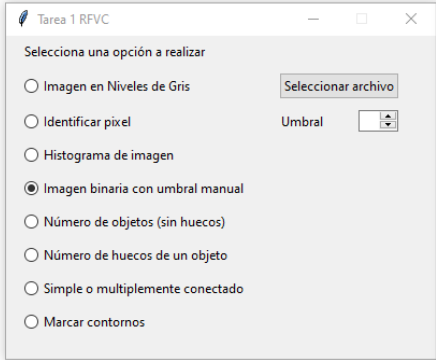 Tarea 1 RFVC
Selecciona una opción a realizar
Imagen en Niveles de Gris
Seleccionar archivo
Identificar pixel
Umbral
Histograma de imagen
Imagen binaria con umbral manual
Número de objetos (sin huecos)
Número de huecos de un objeto
Simple o multiplemente conectado
Marcar contornos